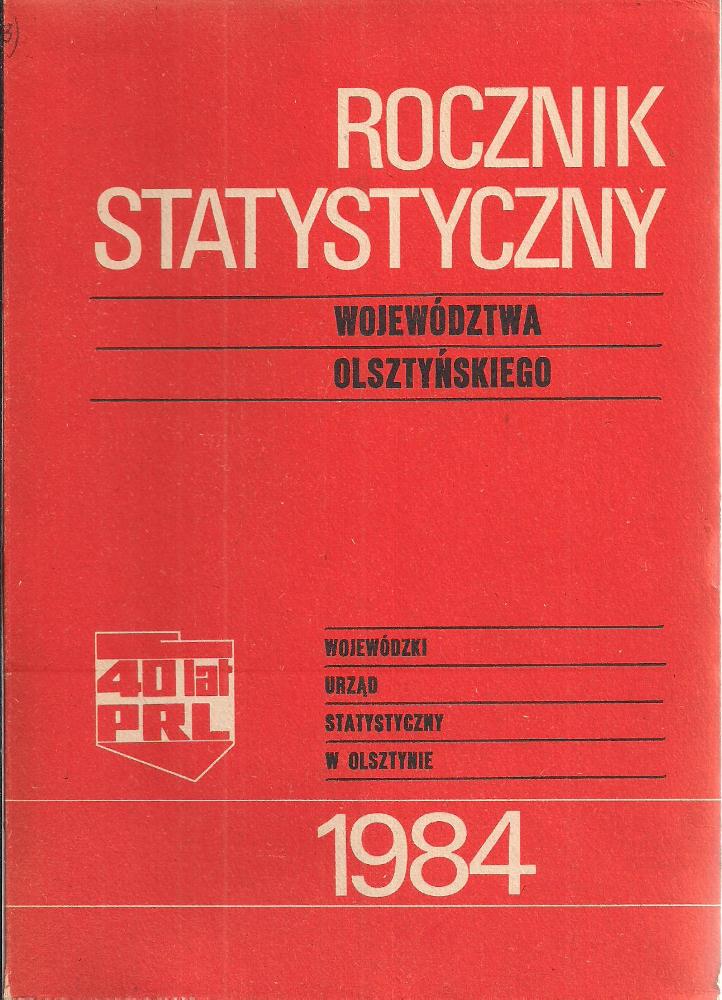 ROCZNIK
STATYSTYCZNY
WOJEWÓDZTWA
OLSZTYŃSKIEGO
40 lat
PRL
WOJEWÓDZKI
URZĄD
STATYSTYCZNY
W OLSZTYNIE
1984